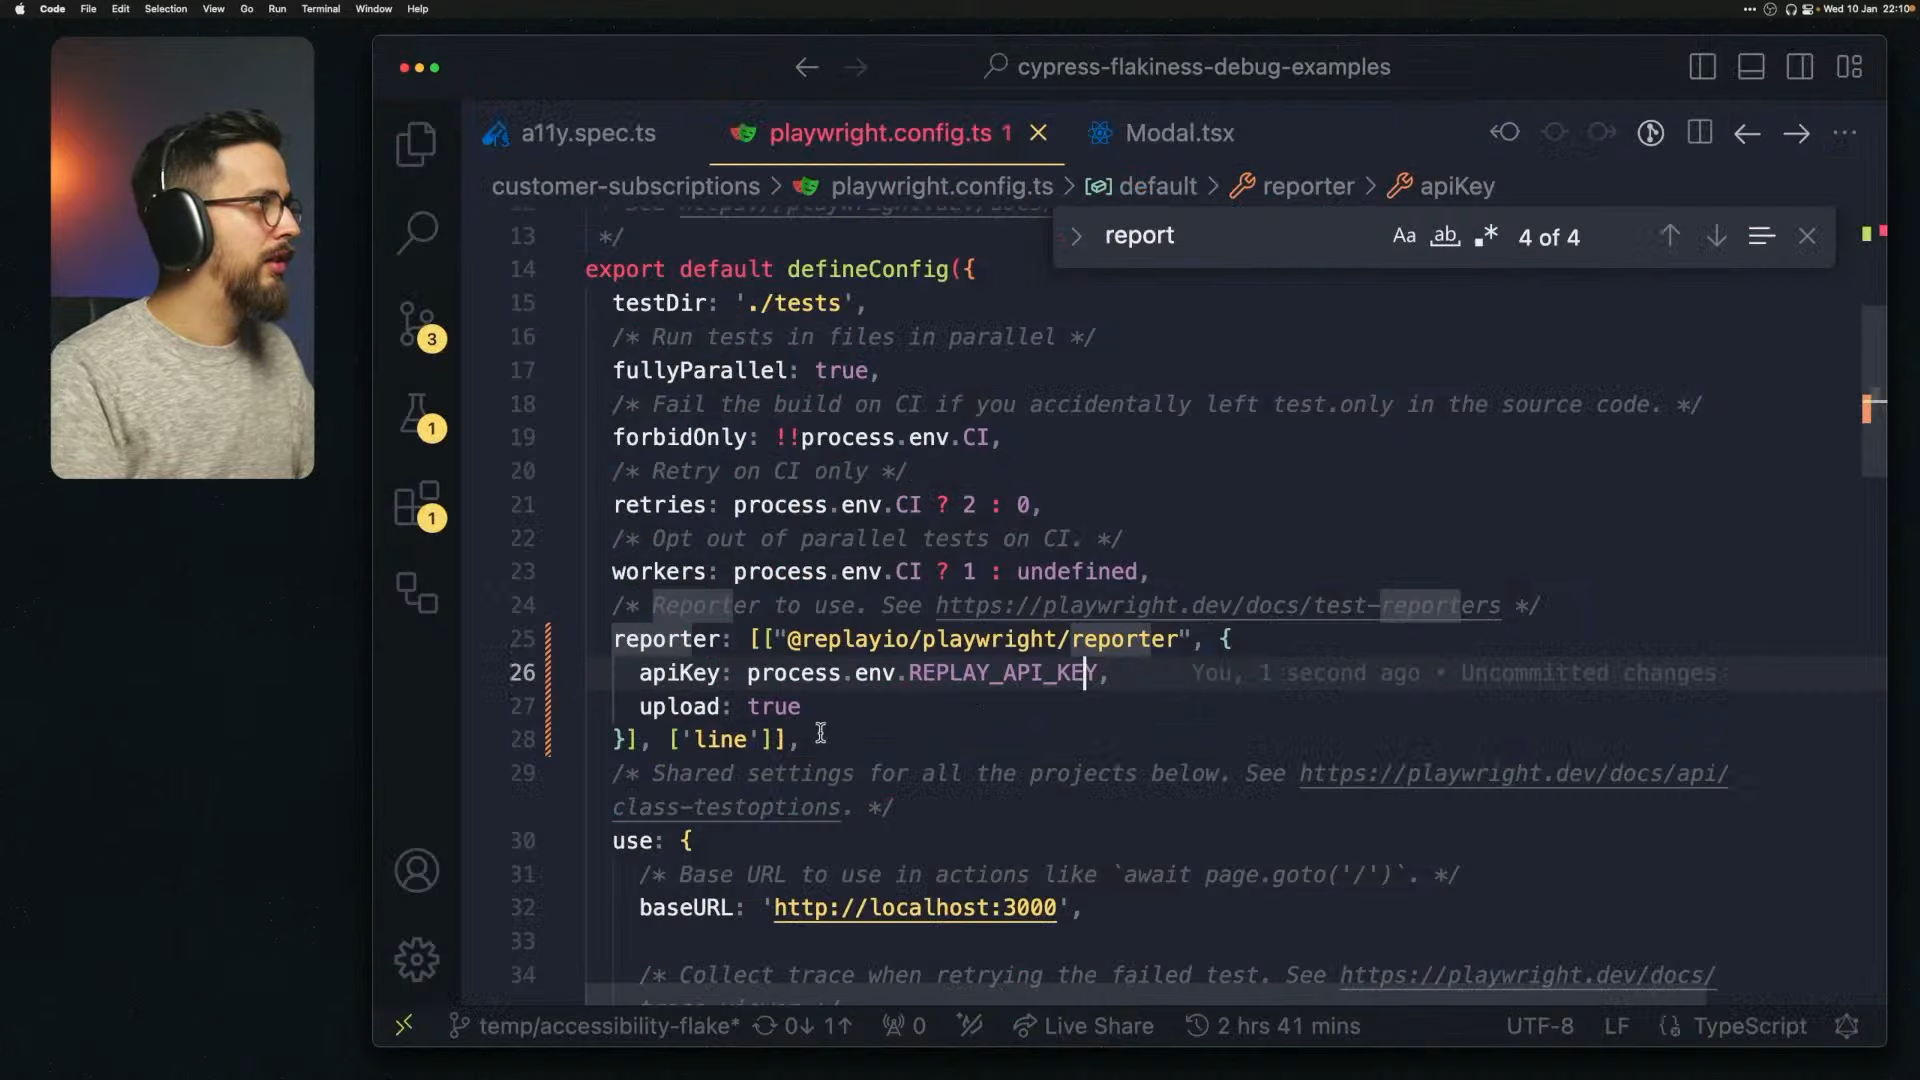 Code File Edit Selection View Go Run Terminal Window Help
Wed 10 Jan 22:10
cypress-flakiness-debug-examples
a11y.spec.ts playwright.config.ts 1 Modal.tsx
customer-subscriptions > playwright.config.ts > default > reporter > apiKey
report Aa ab .* 4 of 4
13 */
14 export default defineConfig({
15 testDir: './tests',
16 /* Run tests in files in parallel */
17 fullyParallel: true,
18 /* Fail the build on CI if you accidentally left test.only in the source code. */
19 forbidOnly: !!process.env.CI,
20 /* Retry on CI only */
21 retries: process.env.CI ? 2 : 0,
22 /* Opt out of parallel tests on CI. */
23 workers: process.env.CI ? 1 : undefined,
24 /* Reporter to use. See https://playwright.dev/docs/test-reporters */
25 reporter: [["@replayio/playwright/reporter", {
26 apiKey: process.env.REPLAY_API_KEY, You, 1 second ago • Uncommitted changes
27 upload: true
28 }], ['line']],
29 /* Shared settings for all the projects below. See https://playwright.dev/docs/api/
class-testoptions. */
30 use: {
31 /* Base URL to use in actions like `await page.goto('/')`. */
32 baseURL: 'http://localhost:3000',
33
34 /* Collect trace when retrying the failed test. See https://playwright.dev/docs/
3
1
1
temp/accessibility-flake* 0↓ 1↑ 0 Live Share 2 hrs 41 mins UTF-8 LF TypeScript